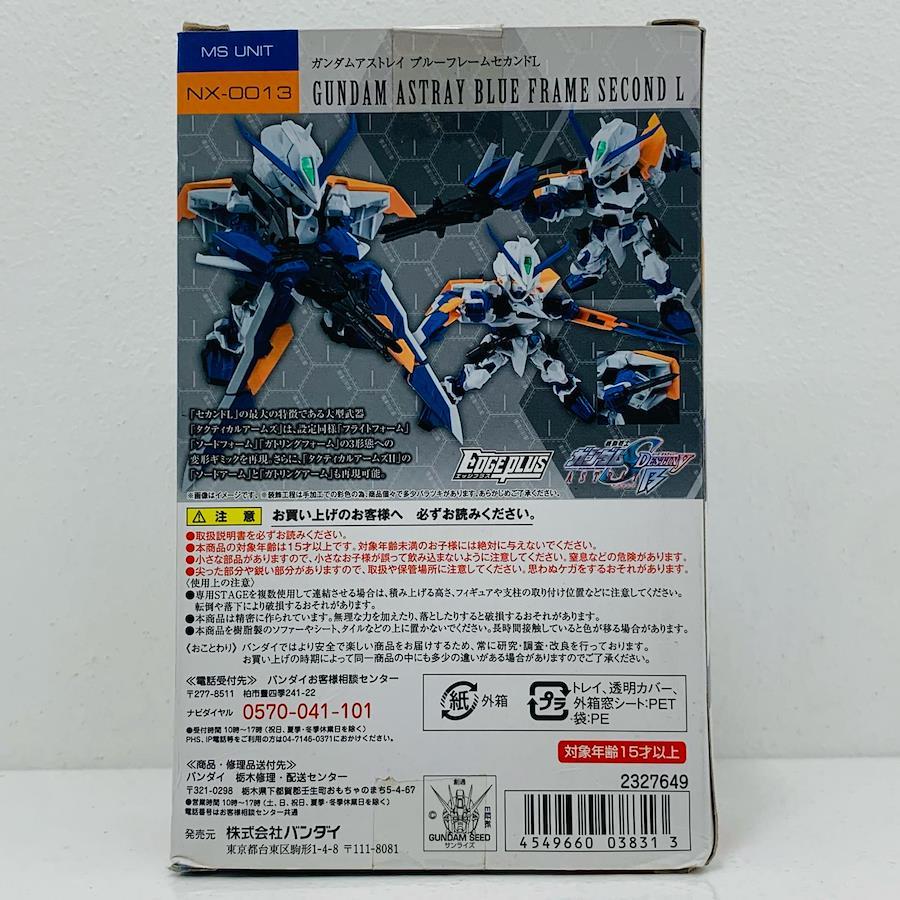 MS UNIT
NX-0013
ガンダムアストレイ ブルーフレームセカンドL
GUNDAM ASTRAY BLUE FRAME SECOND L
「セカンドL」の最大の特徴である大型武器
「タクティカルアームズ」は、設定同様「フライトフォーム」
「ソードフォーム」「ガトリングフォーム」の3形態への
変形ギミックを再現。さらに、「タクティカルアームズII」の
「ソードアーム」と「ガトリングアーム」も再現可能。
EDGEPLUS
エッジプラス
機動戦士
ガンダムSEED DESTINY
ASTRAY B
※画像はイメージです。 ※装飾工程は手加工での彩色の為、商品個々で多少バラツキがあります。あらかじめご了承ください。
注意 お買い上げのお客様へ 必ずお読みください。
●取扱説明書を必ずお読みください。
●本商品の対象年齢は15才以上です。対象年齢未満のお子様には絶対に与えないでください。
●小さな部品がありますので、小さなお子様が誤って飲み込まないように注意してください。窒息などの危険があります。
●尖った部分や鋭い部分がありますので、取扱や保管場所に注意してください。思わぬケガをするおそれがあります。
〈使用上の注意〉
●専用STAGEを複数使用して連結させる場合は、積み上げる高さ、フィギュアや支柱の取り付け位置などに注意してください。
転倒や落下により破損するおそれがあります。
●本商品は精密に作られています。無理な力を加えたり、落としたりすると破損するおそれがあります。
●本商品を樹脂製のソファーやシート、タイルなどの上に置かないでください。長時間接触していると色が移る場合があります。
〈おことわり〉バンダイではより安全で楽しい商品をお届けするため、常に研究・調査・改良を行っております。
お買い上げの時期によって同一商品の中にも多少の違いがある場合がありますのでご了承ください。
≪電話受付先≫ バンダイお客様相談センター
〒277-8511 柏市豊四季241-22
ナビダイヤル 0570-041-101
●受付時間 10時~17時(祝日、夏季・冬季休業日を除く)
PHS、IP電話等をご利用の方は04-7146-0371におかけください。
紙 外箱
プラ トレイ、透明カバー、
外箱窓シート:PET
袋:PE
対象年齢15才以上
≪商品・修理品送付先≫
バンダイ 栃木修理・配送センター
〒321-0298 栃木県下都賀郡壬生町おもちゃのまち5-4-67
●営業時間 10時~17時(土、日、祝日、夏季・冬季休業日を除く)
電話番号はお客様相談センター共通
発売元 株式会社バンダイ
東京都台東区駒形1-4-8 〒111-8081
創通
©
GUNDAM SEED
サンライズ
証紙
2327649
4549660 03831 3